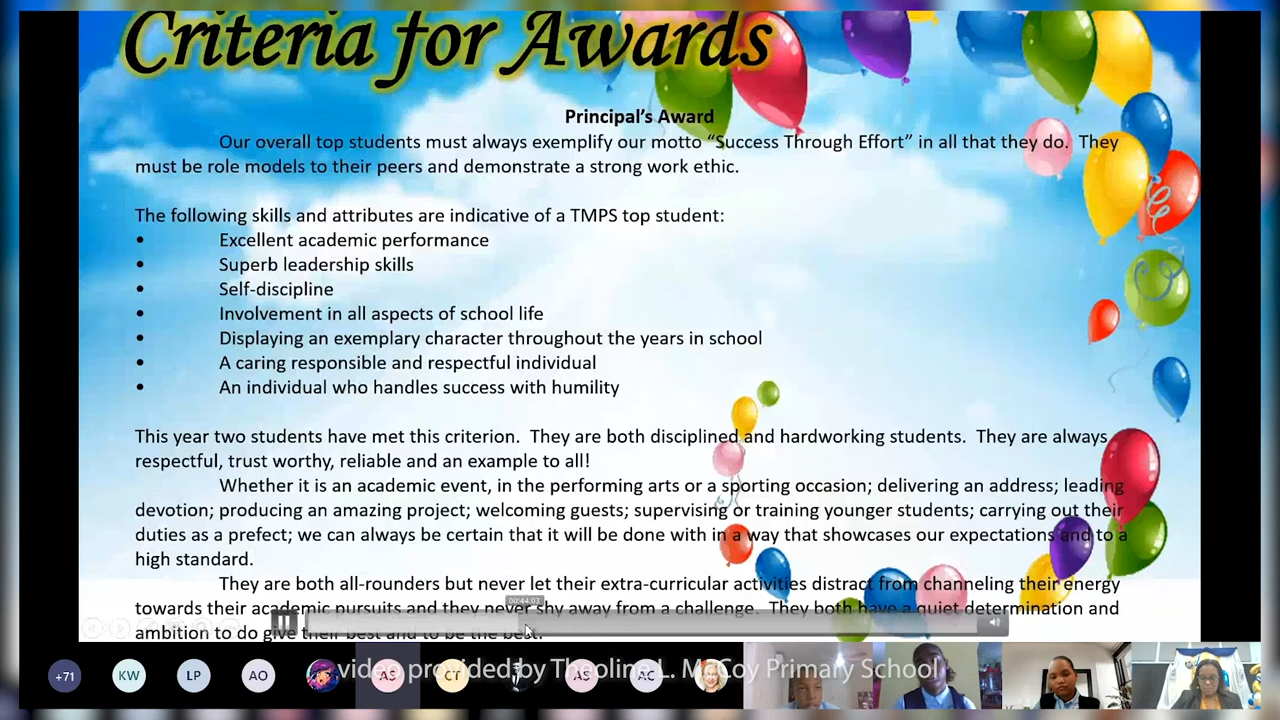 Criteria for Awards
Principal's Award
Our overall top students must always exemplify our motto “Success Through Effort” in all that they do. They
must be role models to their peers and demonstrate a strong work ethic.
The following skills and attributes are indicative of a TMPS top student:
• Excellent academic performance
• Superb leadership skills
• Self-discipline
• Involvement in all aspects of school life
• Displaying an exemplary character throughout the years in school
• A caring responsible and respectful individual
• An individual who handles success with humility
This year two students have met this criterion. They are both disciplined and hardworking students. They are always
respectful, trust worthy, reliable and an example to all!
Whether it is an academic event, in the performing arts or a sporting occasion; delivering an address; leading
devotion; producing an amazing project; welcoming guests; supervising or training younger students; carrying out their
duties as a prefect; we can always be certain that it will be done with in a way that showcases our expectations and to a
high standard.
They are both all-rounders but never let their extra-curricular activities distract from channeling their energy
00:44:03
towards their academic pursuits and they never shy away from a challenge. They both have a quiet determination and
ambition to do give their best and to be the best.
+71 KW LP AO AS CT AS AC
video provided by Theoline L. McCoy Primary School